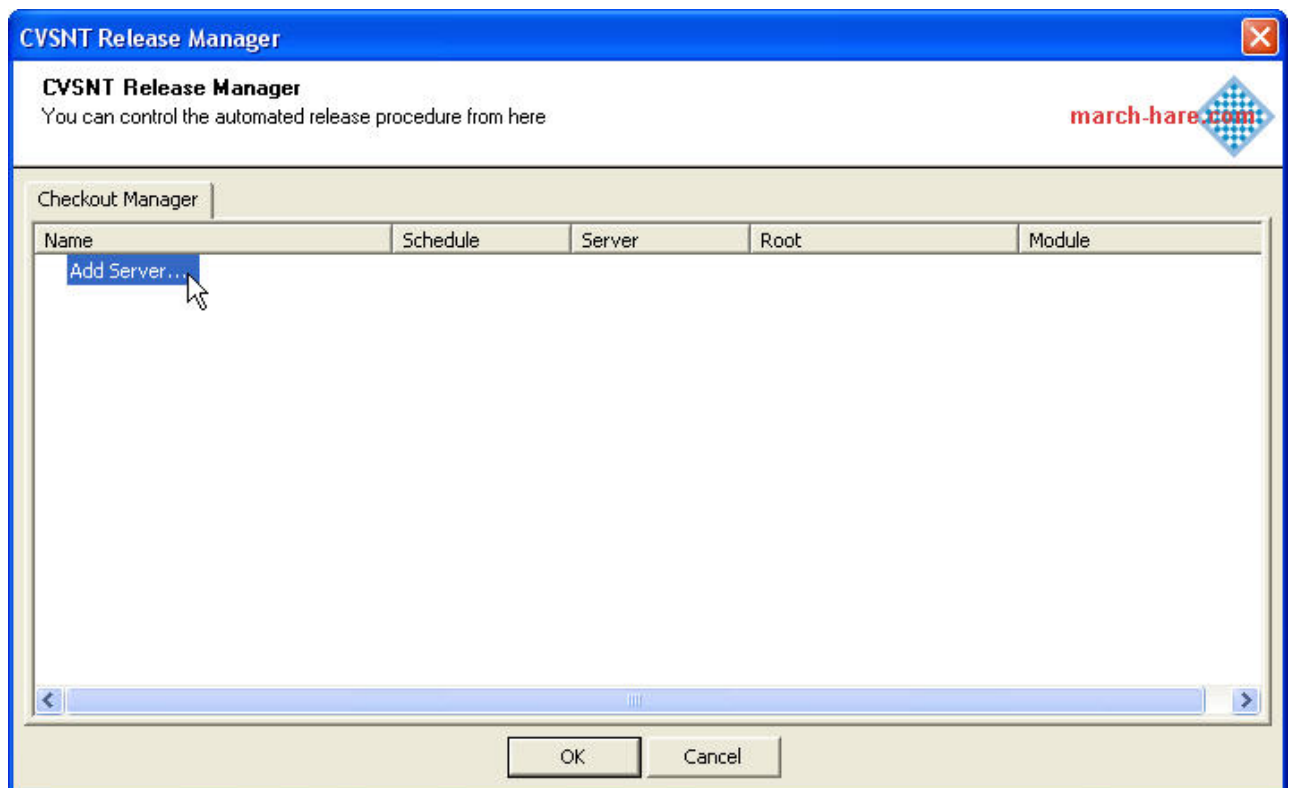 CVSNT Release Manager
CVSNT Release Manager
You can control the automated release procedure from here
march-hare.com
Checkout Manager
Name Schedule Server Root Module
Add Server...
OK Cancel